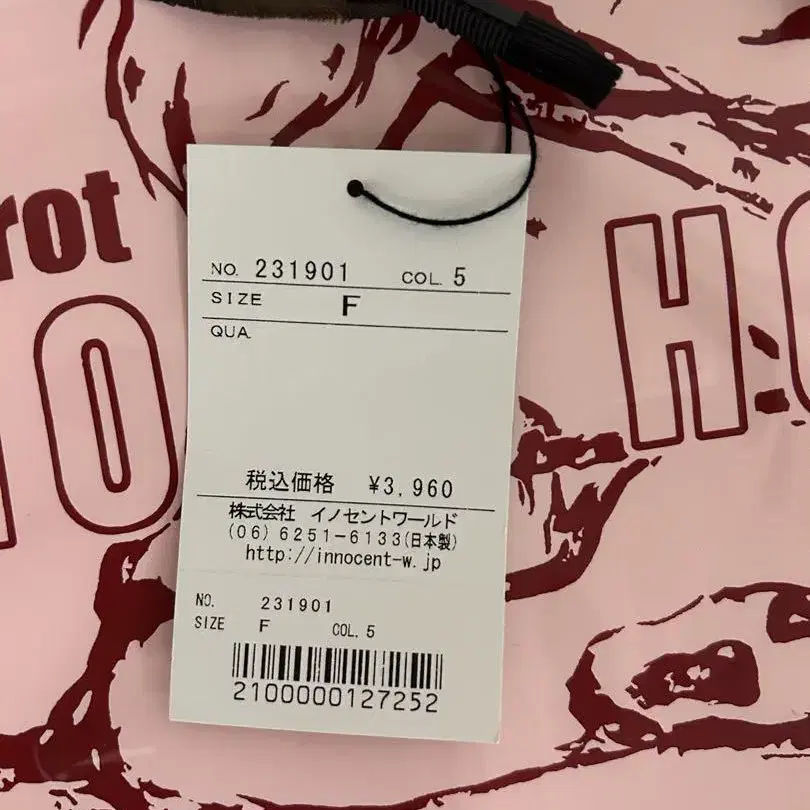 rot
HO
NO. 231901 COL. 5
SIZE F
QUA.
税込価格 ¥3,960
株式会社 イノセントワールド
(06) 6251-6133(日本製)
http://innocent-w.jp
NO. 231901
SIZE F COL. 5
2100000127252